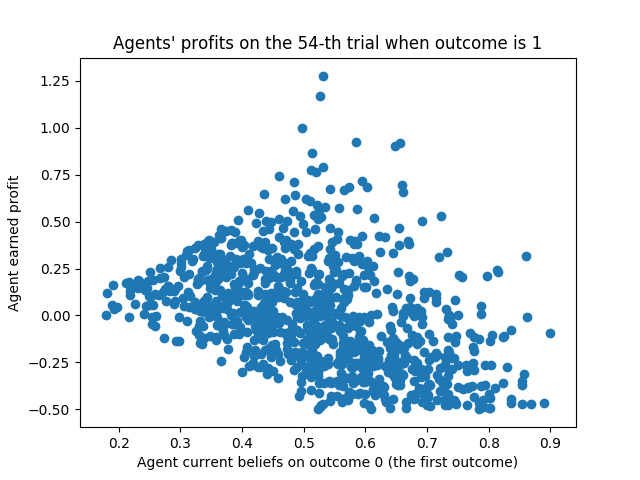 Agents' profits on the 54-th trial when outcome is 1
Agent earned profit
1.25
1.00
0.75
0.50
0.25
0.00
−0.25
−0.50
0.2 0.3 0.4 0.5 0.6 0.7 0.8 0.9
Agent current beliefs on outcome 0 (the first outcome)